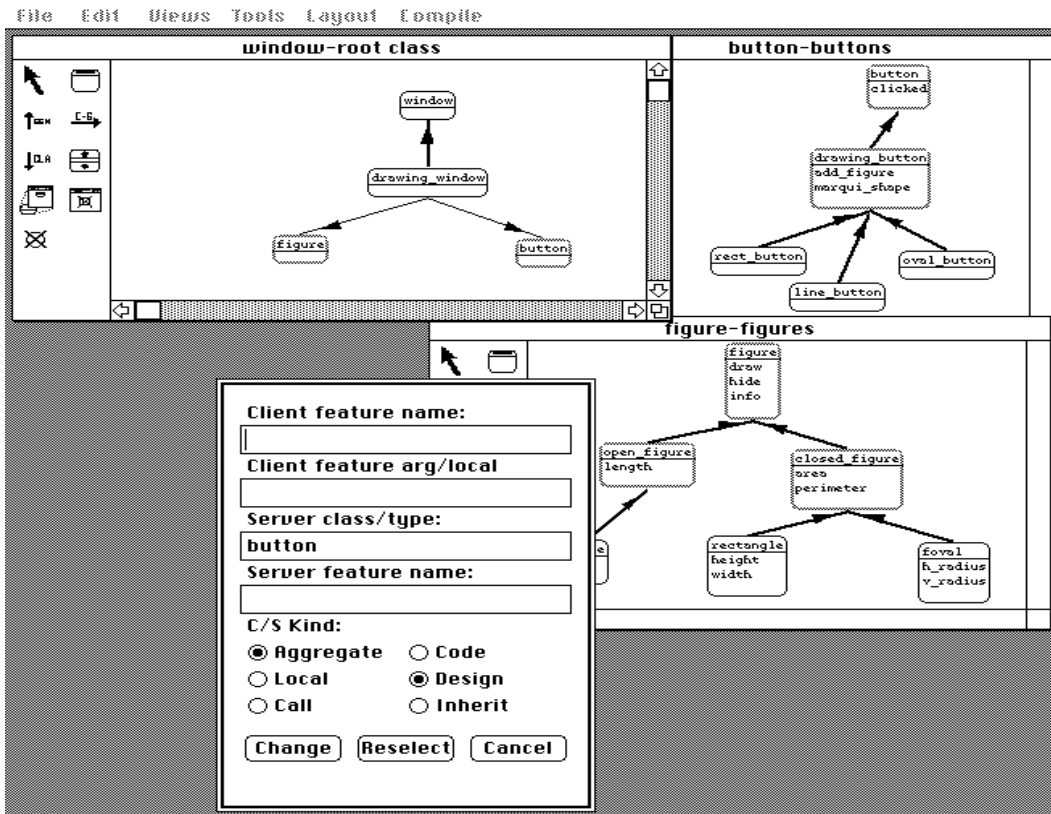 File Edit Views Tools Layout Compile
window-root class
GEN
C-S
CLA
window
drawing_window
figure
button
button-buttons
button
clicked
drawing_button
add_figure
marqui_shape
rect_button
oval_button
line_button
figure-figures
figure
draw
hide
info
open_figure
length
closed_figure
area
perimeter
e
rectangle
height
width
foval
h_radius
v_radius
Client feature name:
Client feature arg/local
Server class/type:
button
Server feature name:
C/S Kind:
Aggregate Code
Local Design
Call Inherit
Change Reselect Cancel